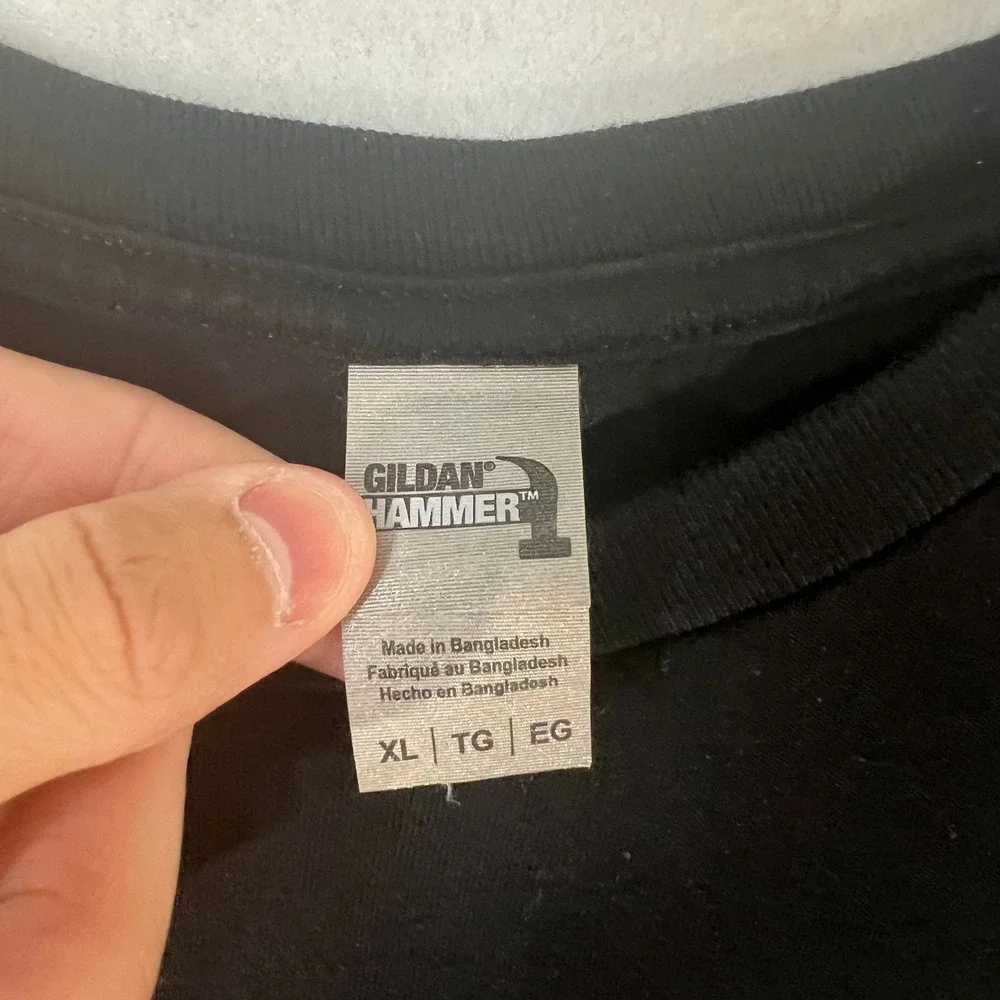 GILDAN®
HAMMER™
Made in Bangladesh
Fabriqué au Bangladesh
Hecho en Bangladesh
XL | TG | EG